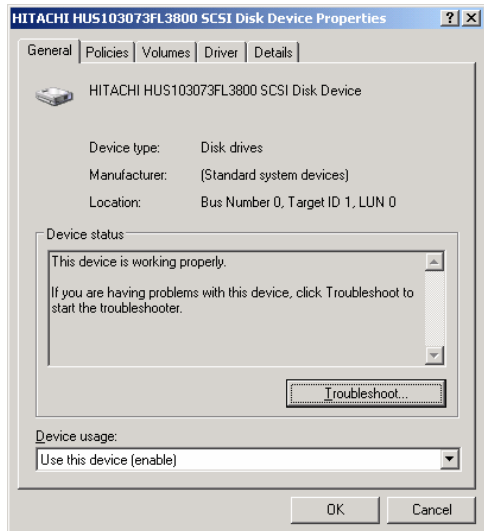 HITACHI HUS103073FL3800 SCSI Disk Device Properties
General Policies Volumes Driver Details
HITACHI HUS103073FL3800 SCSI Disk Device
Device type: Disk drives
Manufacturer: (Standard system devices)
Location: Bus Number 0, Target ID 1, LUN 0
Device status
This device is working properly.
If you are having problems with this device, click Troubleshoot to
start the troubleshooter.
Troubleshoot...
Device usage:
Use this device (enable)
OK Cancel